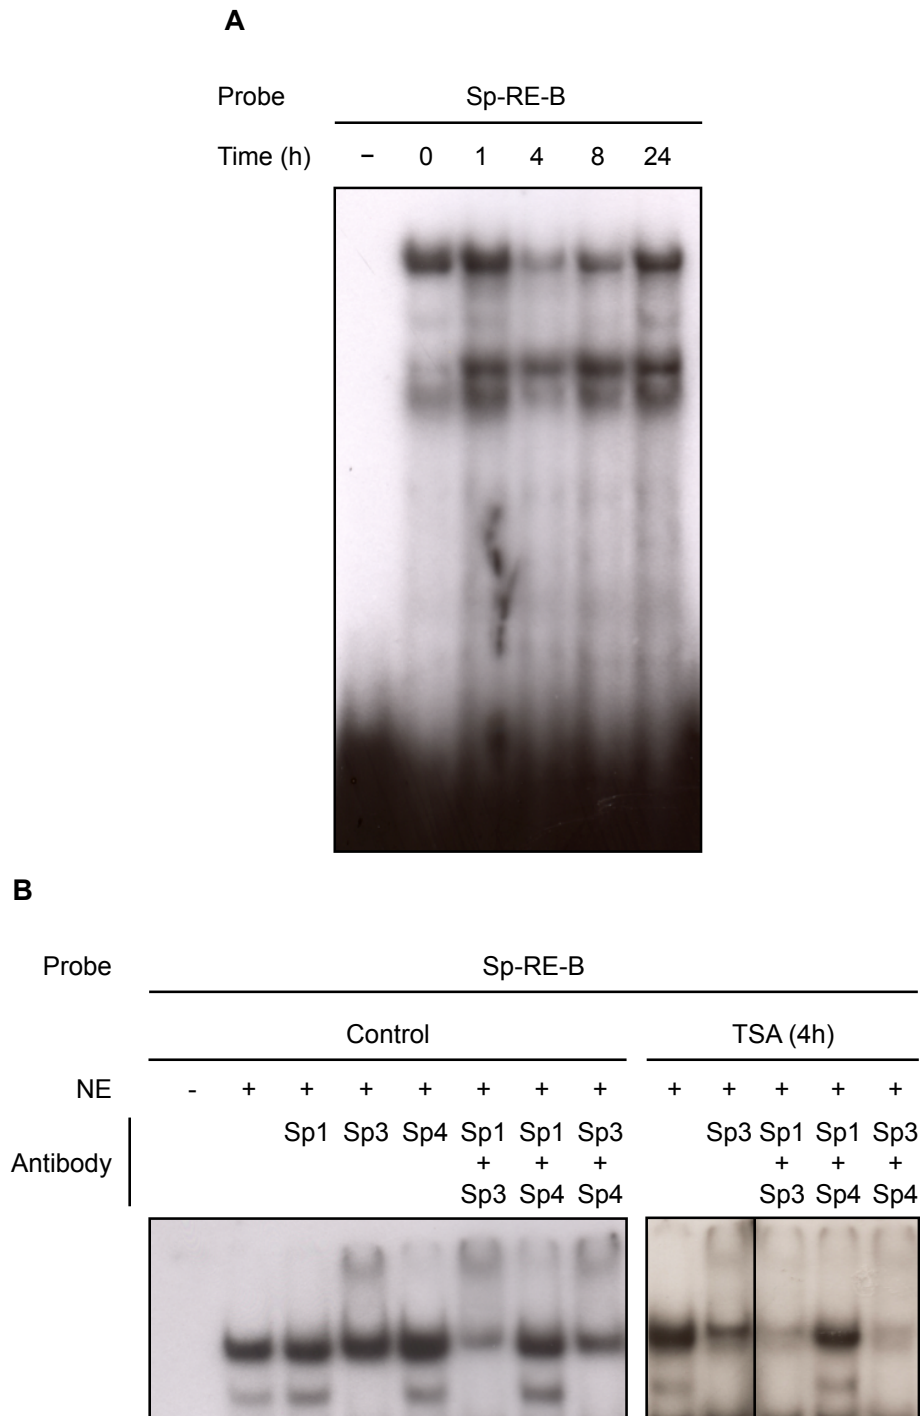 A
Probe Sp-RE-B
Time (h) − 0 1 4 8 24
B
Probe Sp-RE-B
Control TSA (4h)
NE - + + + + + + + + + + + +
Sp1 Sp3 Sp4 Sp1 Sp1 Sp3 Sp3 Sp1 Sp1 Sp3
Antibody + + + + + +
Sp3 Sp4 Sp4 Sp3 Sp4 Sp4